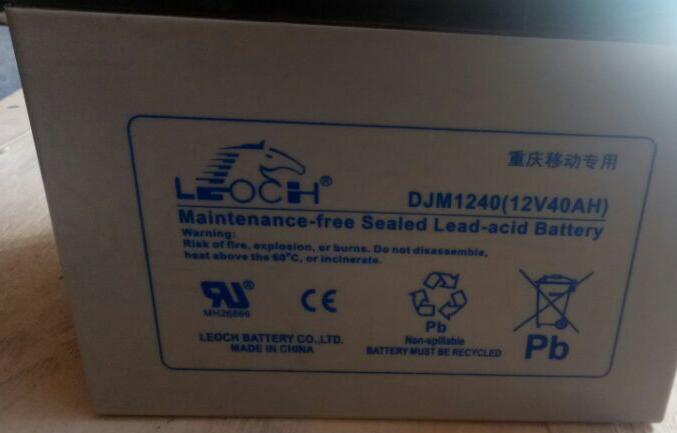 重庆移动专用
LEOCH®
DJM1240(12V40AH)
Maintenance-free Sealed Lead-acid Battery
Warning:
Risk of fire, explosion, or burns. Do not disassemble,
heat above the 60°C, or incinerate.
RU®
MH26866
CE
Pb
Non-spillable
BATTERY MUST BE RECYCLED
Pb
LEOCH BATTERY CO.,LTD.
MADE IN CHINA